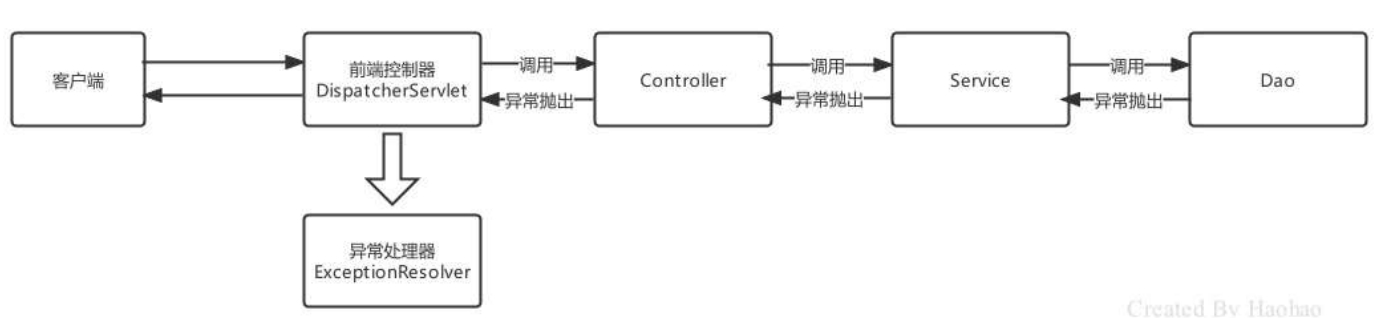 客户端
前端控制器
DispatcherServlet
调用
异常抛出
Controller
调用
异常抛出
Service
调用
异常抛出
Dao
异常处理器
ExceptionResolver
Created By Haohao